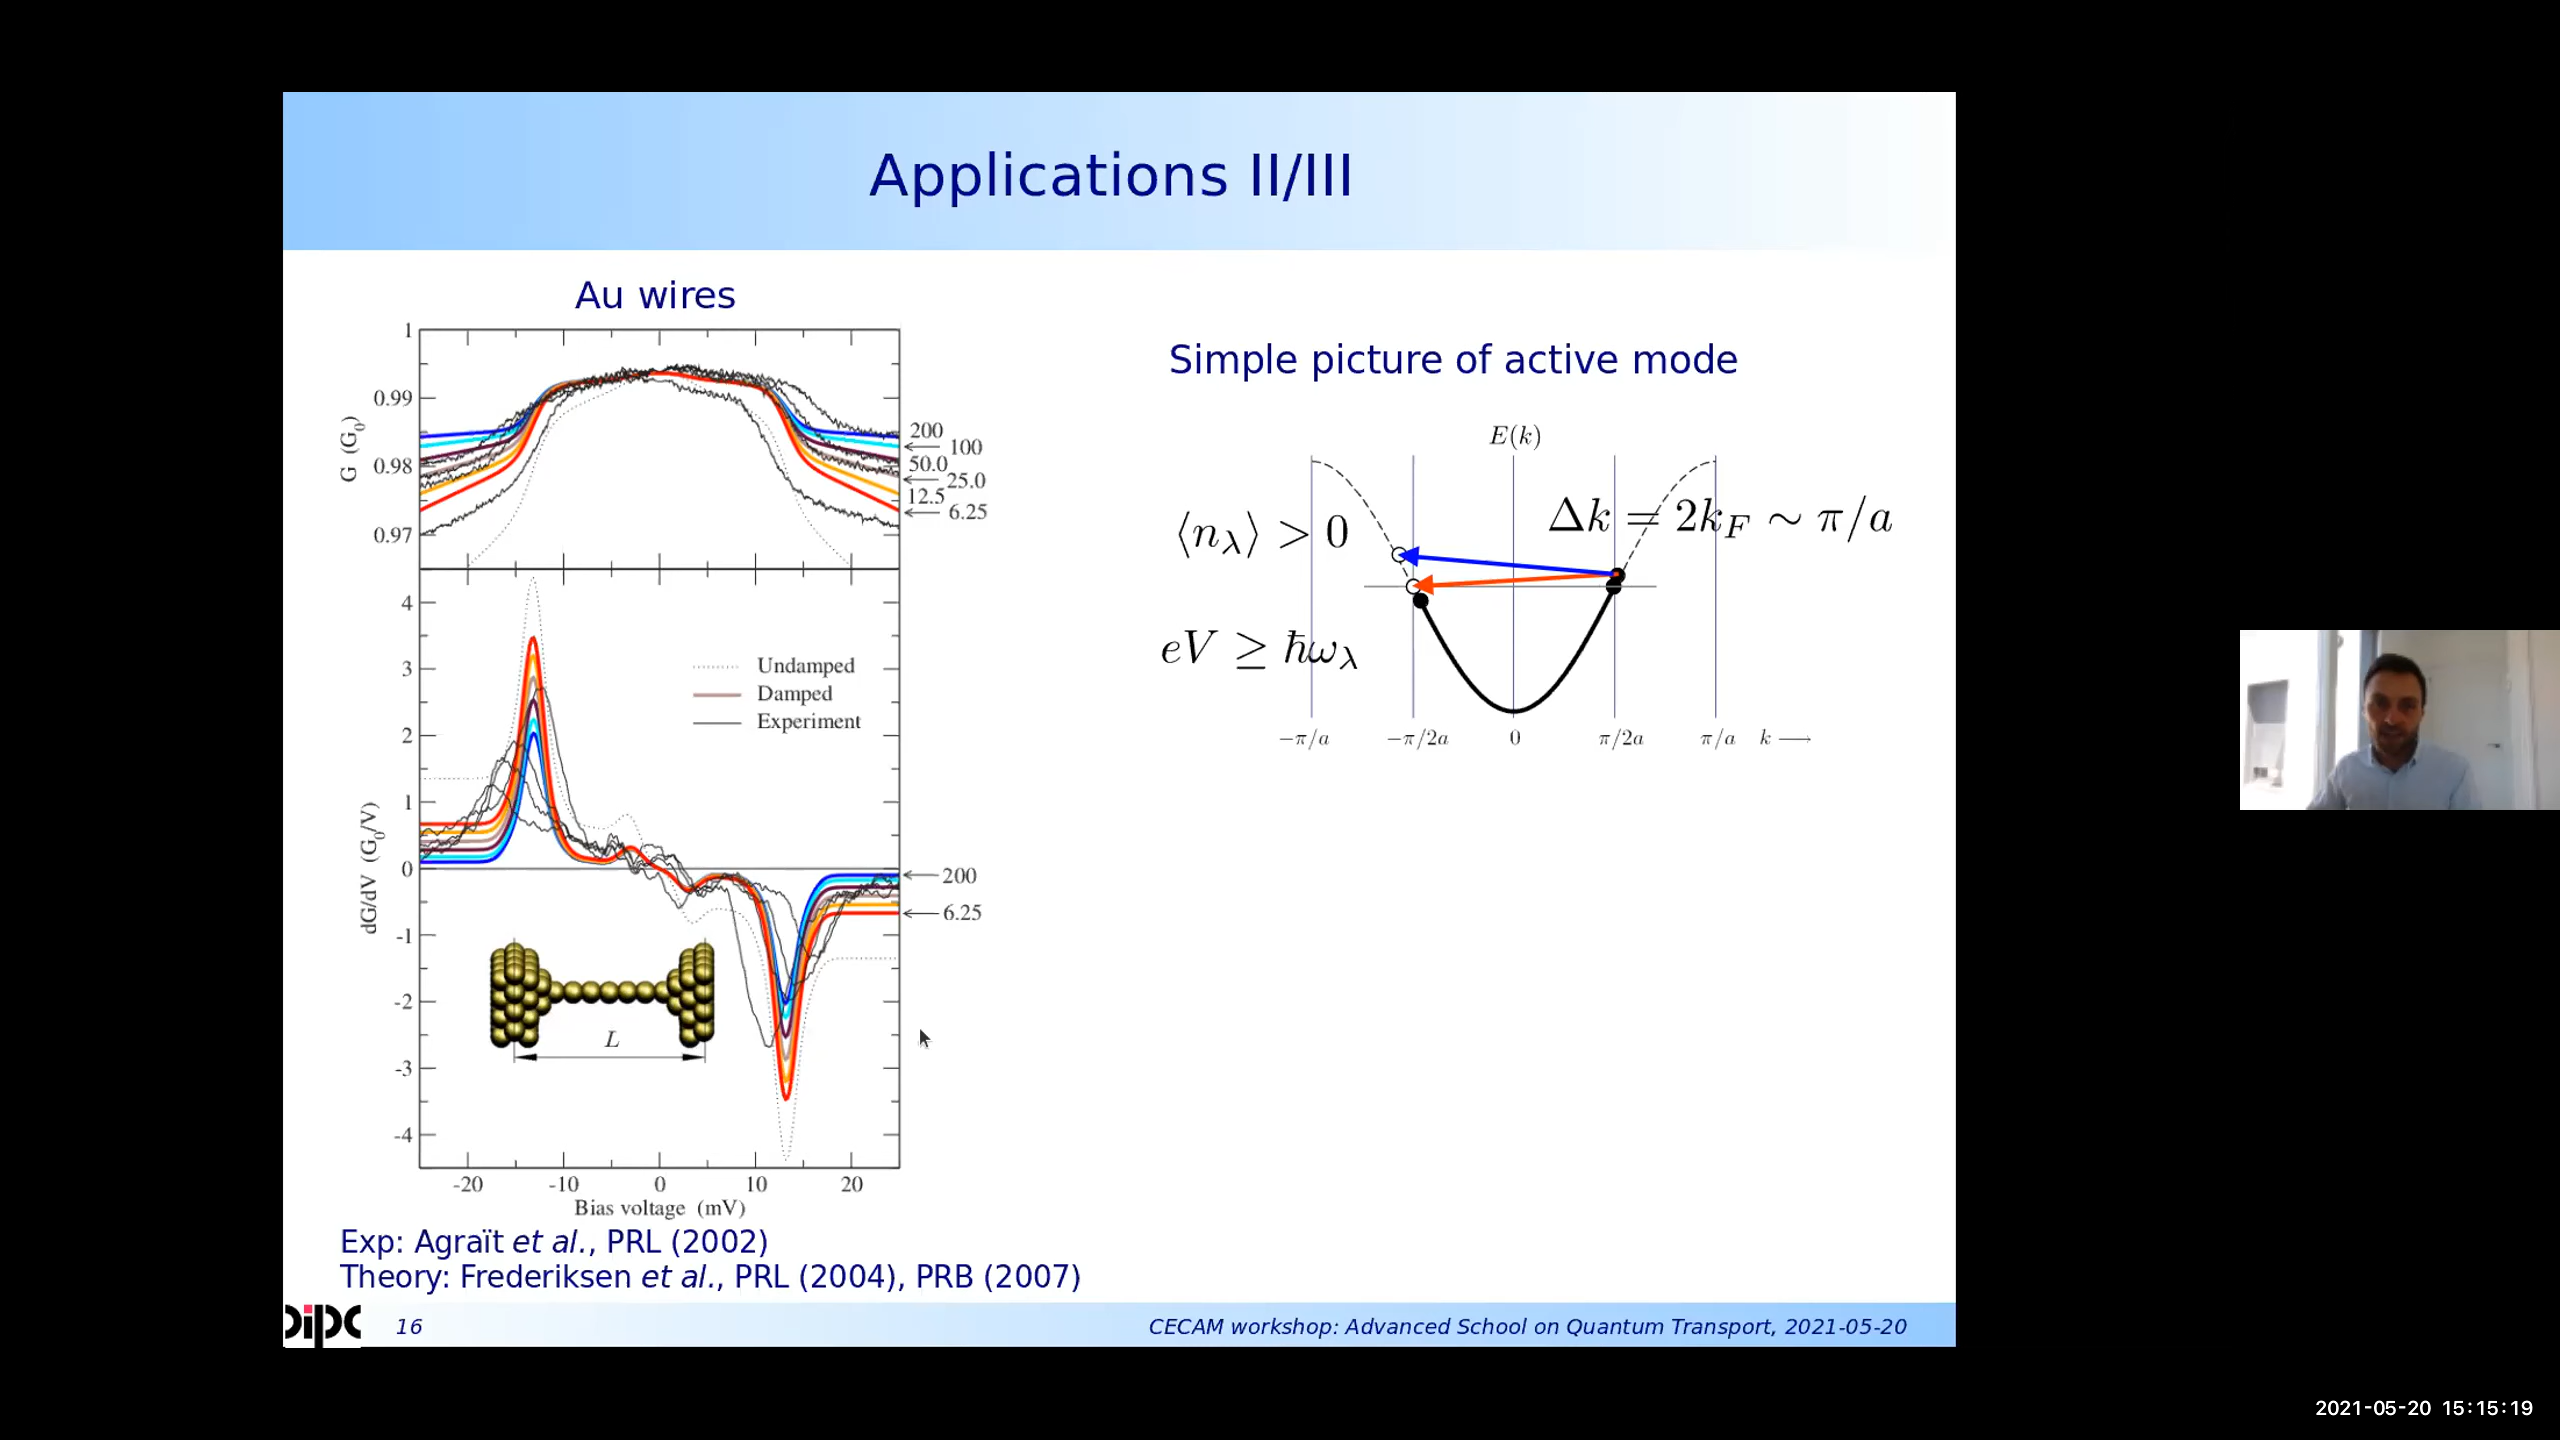 Applications II/III
Au wires
1
0.99
0.98
0.97
G (G₀)
200
100
50.0
25.0
12.5
6.25
4
3
2
1
0
-1
-2
-3
-4
dG/dV (G₀/V)
Undamped
Damped
Experiment
200
6.25
L
-20 -10 0 10 20
Bias voltage (mV)
Simple picture of active mode
E(k)
⟨n_λ⟩ > 0
Δk = 2k_F ∼ π/a
eV ≥ ℏω_λ
−π/a −π/2a 0 π/2a π/a k ⟶
Exp: Agraït et al., PRL (2002)
Theory: Frederiksen et al., PRL (2004), PRB (2007)
dipc
16
CECAM workshop: Advanced School on Quantum Transport, 2021-05-20
2021-05-20 15:15:19